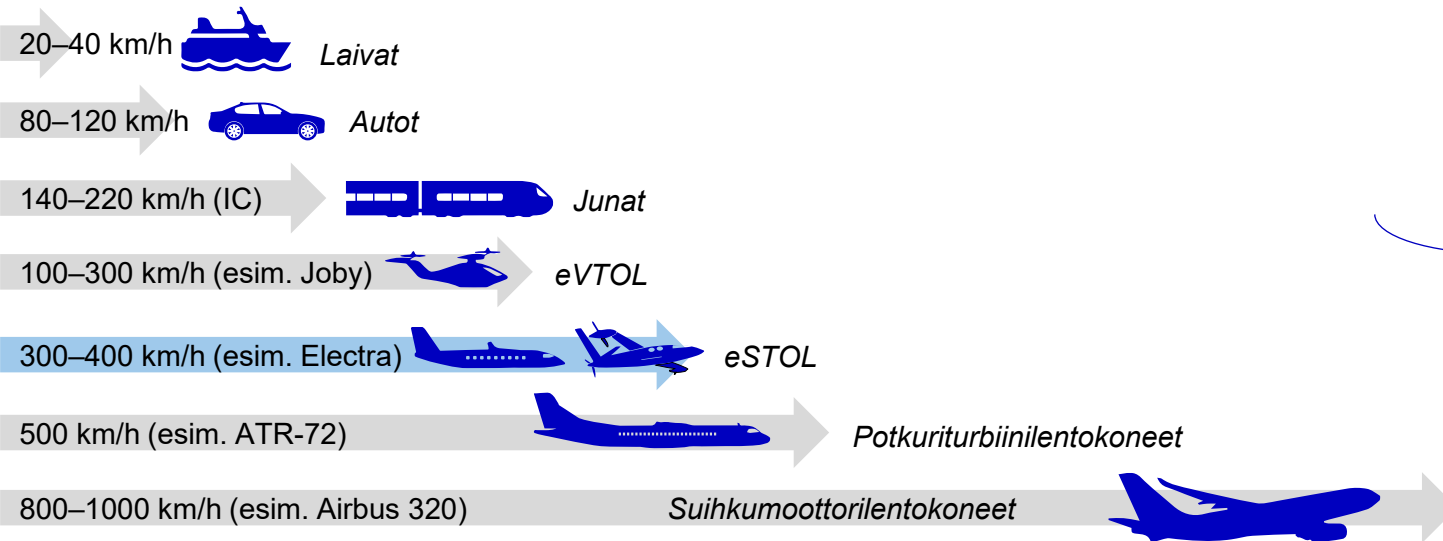 20–40 km/h Laivat
80–120 km/h Autot
140–220 km/h (IC) Junat
100–300 km/h (esim. Joby) eVTOL
300–400 km/h (esim. Electra) eSTOL
500 km/h (esim. ATR-72) Potkuriturbiinilentokoneet
800–1000 km/h (esim. Airbus 320) Suihkumoottorilentokoneet